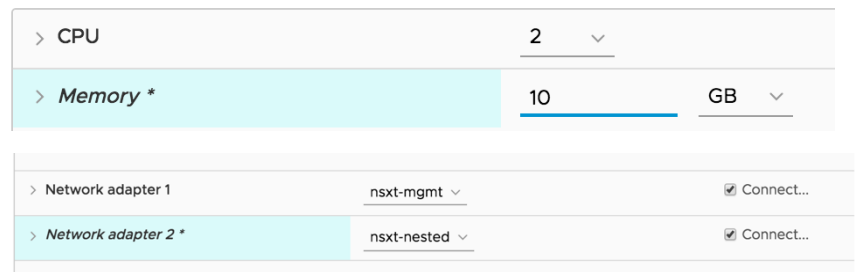 CPU 2
Memory * 10 GB
Network adapter 1 nsxt-mgmt Connect...
Network adapter 2 * nsxt-nested Connect...